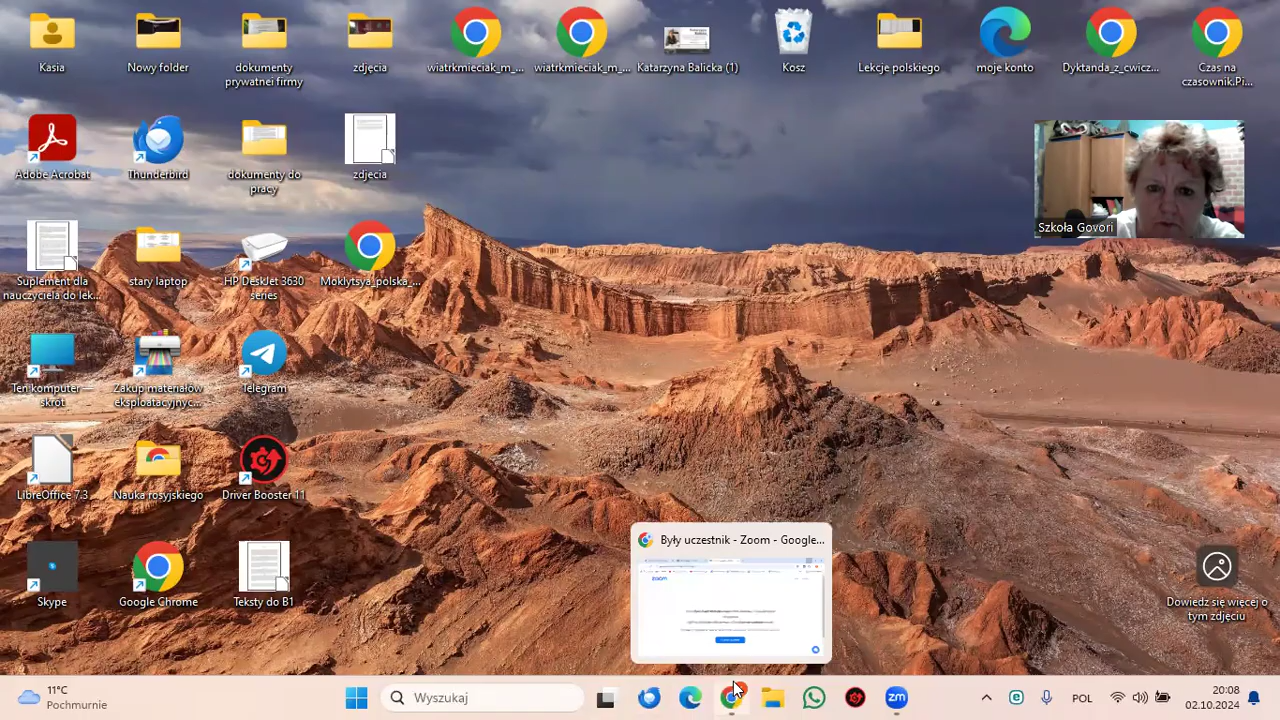 Kasia
Nowy folder
dokumenty
prywatnej firmy
zdjęcia
wiatrkmieciak_m_...
wiatrkmieciak_m_...
Katarzyna Balicka (1)
Kosz
Lekcje polskiego
moje konto
Dyktanda_z_cwicz...
Czas na
czasownik.Pi...
Adobe Acrobat
Thunderbird
dokumenty do
pracy
zdjecia
Szkoła Govori
Suplement dla
nauczyciela do lek...
stary laptop
HP DeskJet 3630
series
Mokłytsya_polska_...
Ten komputer —
skrót
Zakup materiałów
eksploatacyjnyc...
Telegram
LibreOffice 7.3
Nauka rosyjskiego
Driver Booster 11
Były uczestnik - Zoom - Google...
zoom
Skype
Google Chrome
Teksty do B1
Dowiedz się więcej o
tym zdjęciu
11°C
Pochmurnie
Wyszukaj
zm
POL
20:08
02.10.2024